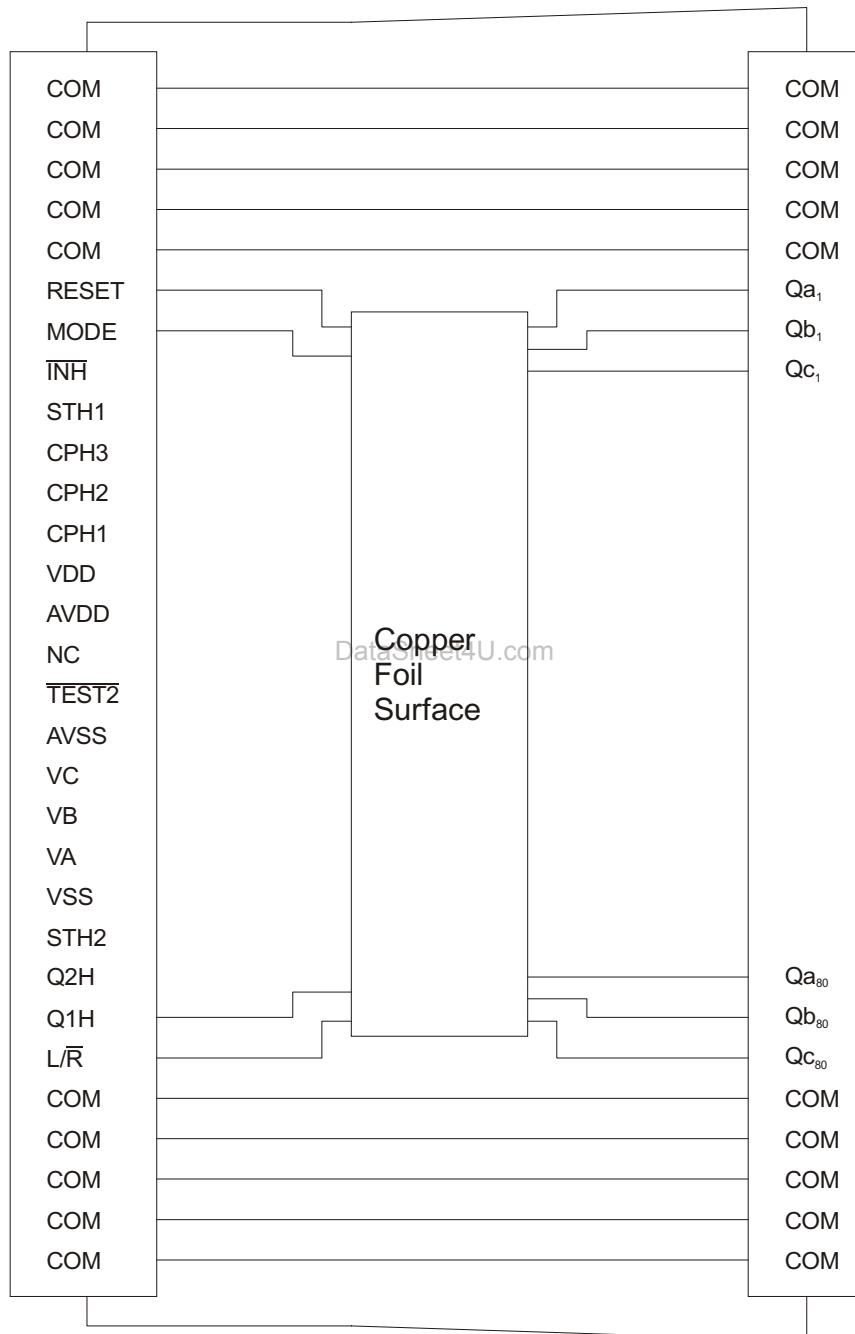 COM
COM
COM
COM
COM
RESET
MODE
I̅N̅H̅
STH1
CPH3
CPH2
CPH1
VDD
AVDD
NC
T̅E̅S̅T̅2̅
AVSS
VC
VB
VA
VSS
STH2
Q2H
Q1H
L/R̅
COM
COM
COM
COM
COM
Copper
Foil
Surface
DataSheet4U.com
COM
COM
COM
COM
COM
Qa₁
Qb₁
Qc₁
Qa₈₀
Qb₈₀
Qc₈₀
COM
COM
COM
COM
COM